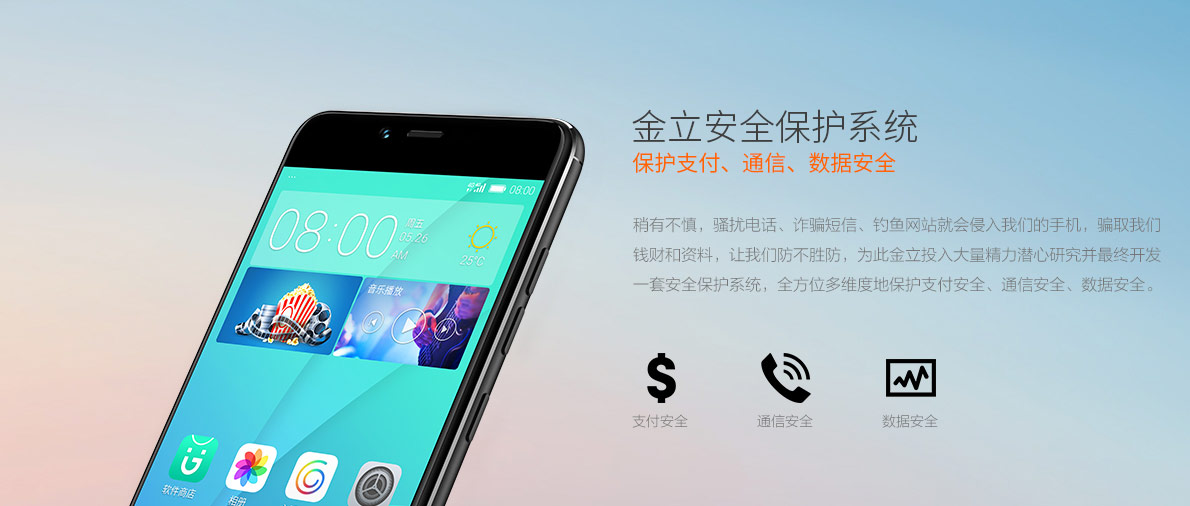 金立安全保护系统
保护支付、通信、数据安全
稍有不慎，骚扰电话、诈骗短信、钓鱼网站就会侵入我们的手机，骗取我们
钱财和资料，让我们防不胜防，为此金立投入大量精力潜心研究并最终开发
一套安全保护系统，全方位多维度地保护支付安全、通信安全、数据安全。
支付安全
通信安全
数据安全
08:00
08:00
AM
周五
05.26
25°C
音乐播放
软件商店
相册